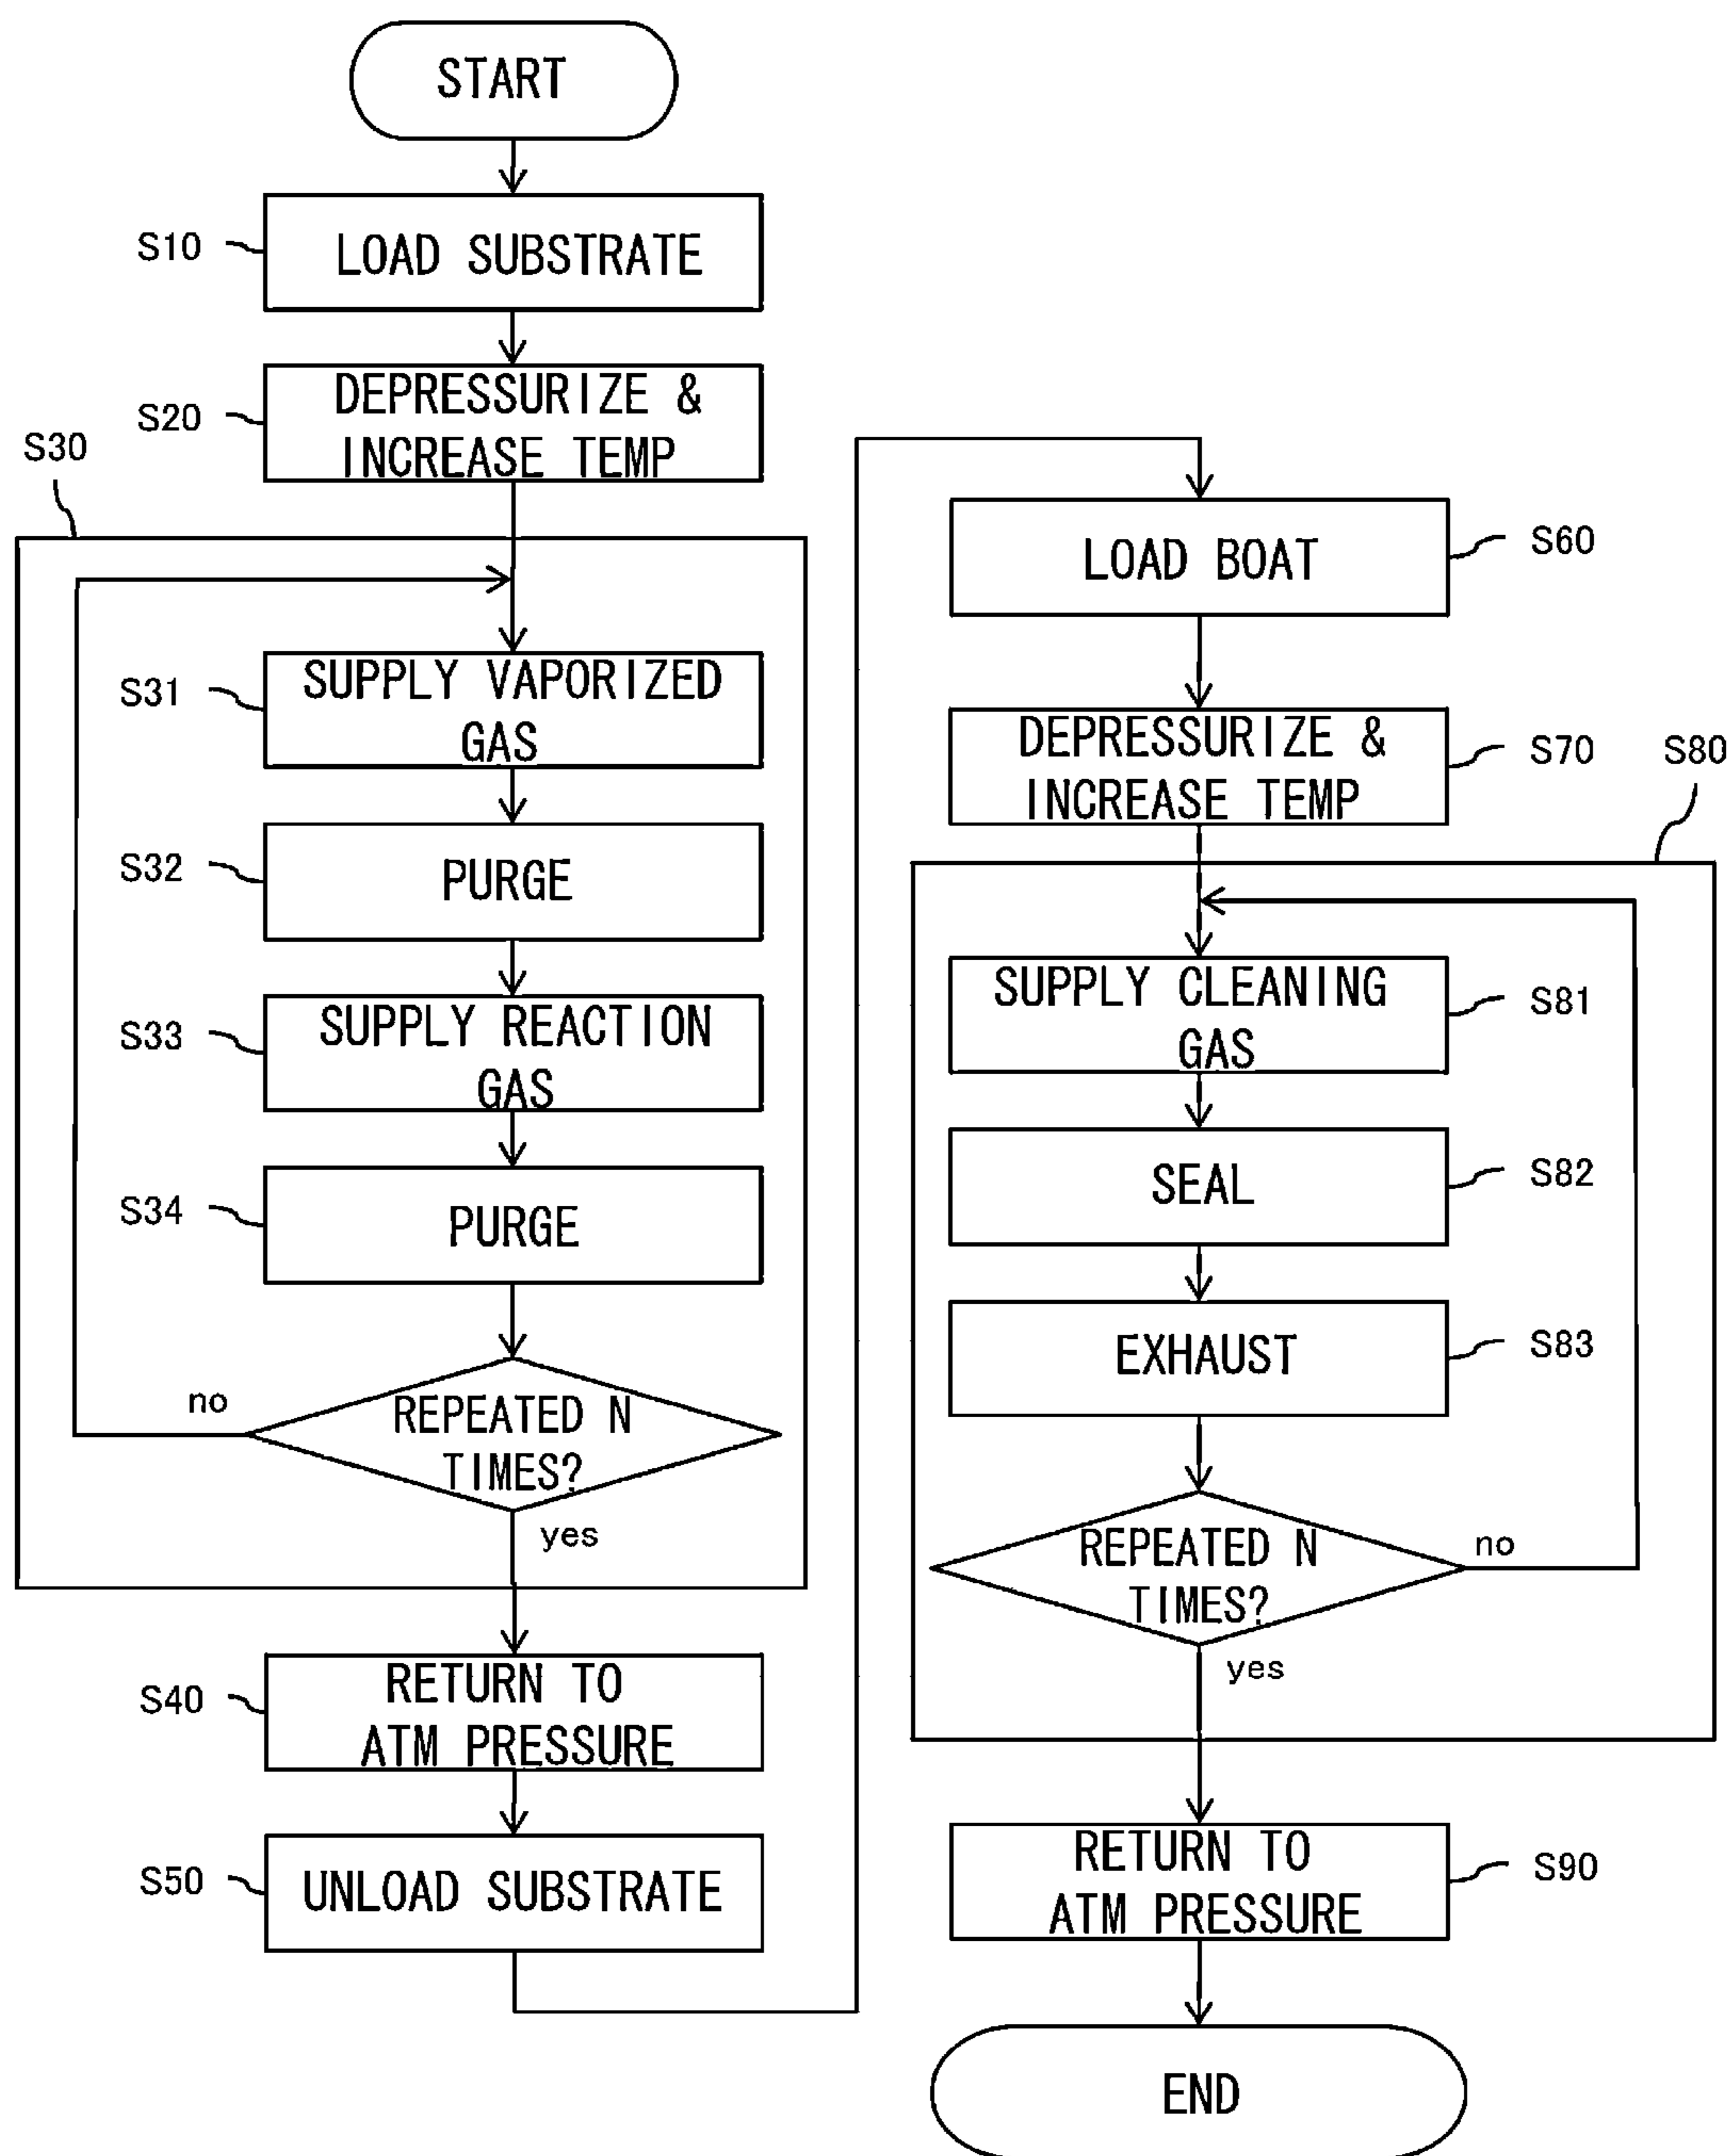 START
S10
LOAD SUBSTRATE
S20
DEPRESSURIZE &
INCREASE TEMP
S30
S31
SUPPLY VAPORIZED
GAS
S32
PURGE
S33
SUPPLY REACTION
GAS
S34
PURGE
no
REPEATED N
TIMES?
yes
S40
RETURN TO
ATM PRESSURE
S50
UNLOAD SUBSTRATE
LOAD BOAT
S60
DEPRESSURIZE &
INCREASE TEMP
S70
S80
SUPPLY CLEANING
GAS
S81
SEAL
S82
EXHAUST
S83
REPEATED N
TIMES?
no
yes
RETURN TO
ATM PRESSURE
S90
END